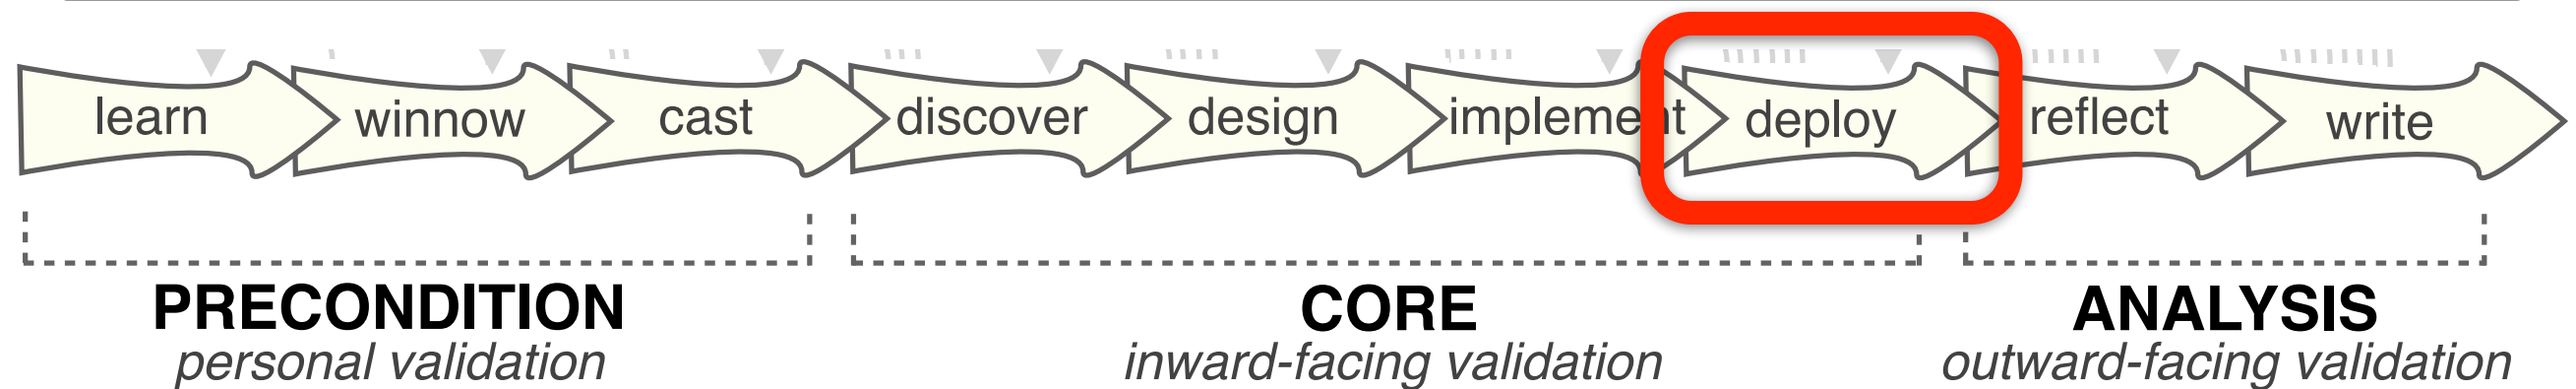 learn winnow cast discover design implement deploy reflect write
PRECONDITION CORE ANALYSIS
personal validation inward-facing validation outward-facing validation